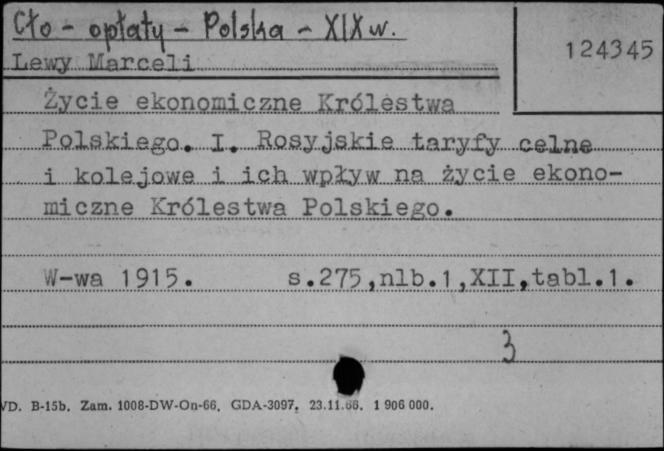 Cło - opłaty - Polska - XIX w.
124345
Lewy Marceli
Życie ekonomiczne Królestwa
Polskiego. I. Rosyjskie taryfy celne
i kolejowe i ich wpływ na życie ekono-
miczne Królestwa Polskiego.
W-wa 1915. s.275,nlb.1,XII,tabl.1.
3
VD. B-15b. Zam. 1008-DW-On-66. GDA-3097. 23.11.66. 1 906 000.